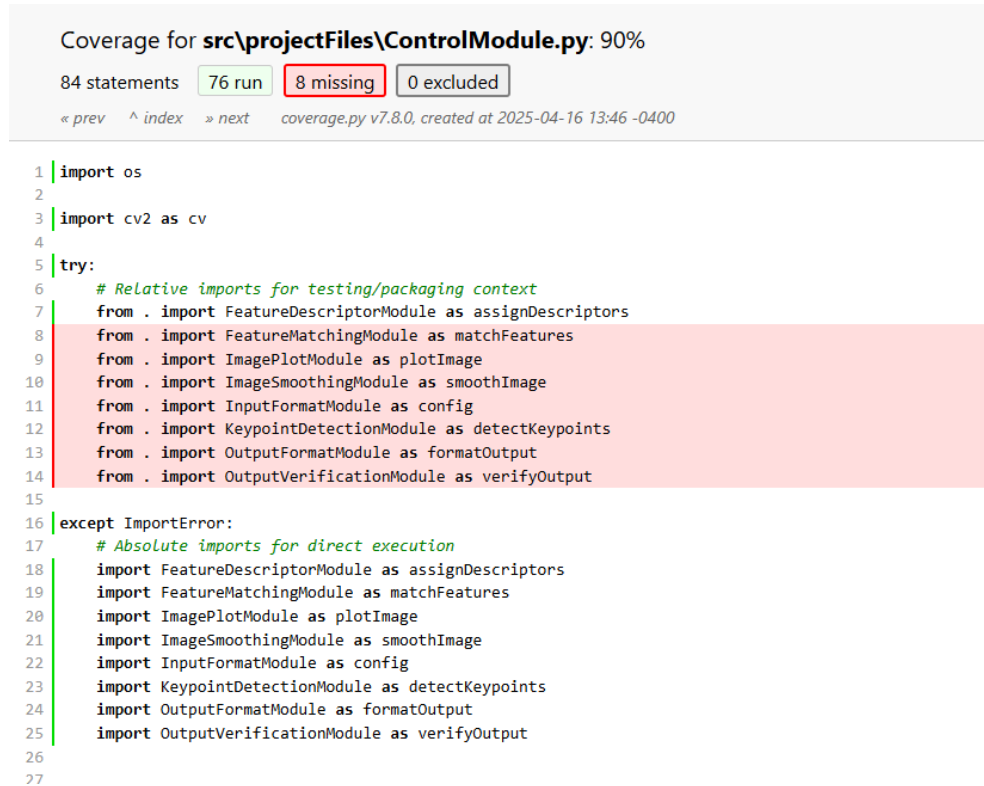 Coverage for src\projectFiles\ControlModule.py: 90%
84 statements 76 run 8 missing 0 excluded
« prev ^ index » next coverage.py v7.8.0, created at 2025-04-16 13:46 -0400
1 import os
2
3 import cv2 as cv
4
5 try:
6 # Relative imports for testing/packaging context
7 from . import FeatureDescriptorModule as assignDescriptors
8 from . import FeatureMatchingModule as matchFeatures
9 from . import ImagePlotModule as plotImage
10 from . import ImageSmoothingModule as smoothImage
11 from . import InputFormatModule as config
12 from . import KeypointDetectionModule as detectKeypoints
13 from . import OutputFormatModule as formatOutput
14 from . import OutputVerificationModule as verifyOutput
15
16 except ImportError:
17 # Absolute imports for direct execution
18 import FeatureDescriptorModule as assignDescriptors
19 import FeatureMatchingModule as matchFeatures
20 import ImagePlotModule as plotImage
21 import ImageSmoothingModule as smoothImage
22 import InputFormatModule as config
23 import KeypointDetectionModule as detectKeypoints
24 import OutputFormatModule as formatOutput
25 import OutputVerificationModule as verifyOutput
26
27